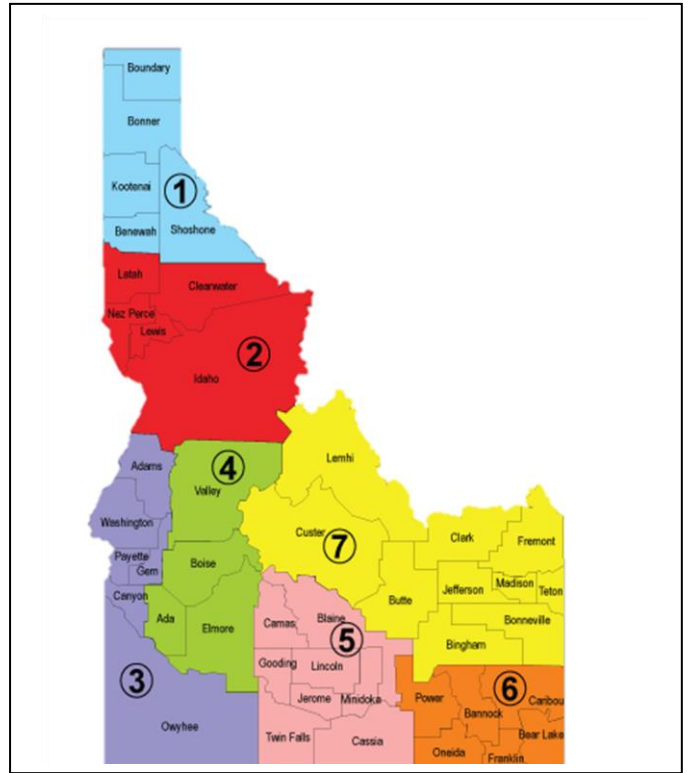 Boundary
Bonner
Kootenai
1
Benewah
Shoshone
Latah
Clearwater
Nez Perce
Lewis
2
Idaho
Adams
4
Lemhi
Valley
Washington
Custer
7
Clark
Fremont
Payette
Gem
Boise
Canyon
Butte
Jefferson
Madison
Teton
Ada
Elmore
Camas
Blaine
5
Bonneville
Bingham
Gooding
Lincoln
3
Jerome
Minidoka
Power
6
Caribou
Bannock
Owyhee
Twin Falls
Cassia
Bear Lake
Oneida
Franklin